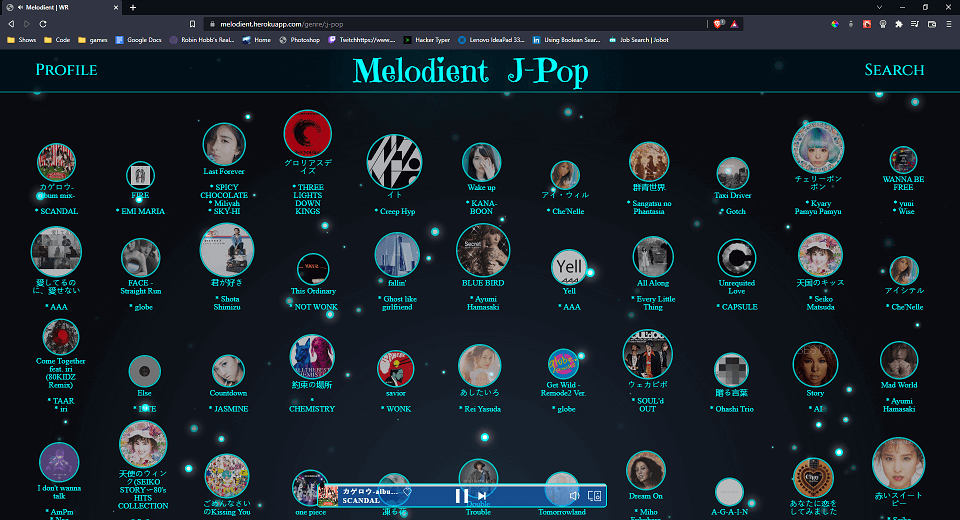 Melodient | WR
melodient.herokuapp.com/genre/j-pop
Shows
Code
games
Google Docs
Robin Hobb's Real...
Home
Photoshop
Twitchhttps://www....
Hacker Typer
Lenovo IdeaPad 33...
Using Boolean Sear...
Job Search | Jobot
PROFILE
Melodient J-Pop
SEARCH
カゲロウ-
album mix-
* SCANDAL
FIRE
* EMI MARIA
Last Forever
* SPICY
CHOCOLATE
* Miliyah
* SKY-HI
グロリアスデ
イズ
* THREE
LIGHTS
DOWN
KINGS
イト
* Creep Hyp
Wake up
* KANA-
BOON
アイ・ウィル
* Che'Nelle
群青世界
* Sangatsu no
Phantasia
Taxi Driver
* Gotch
チェリーボン
ボン
* Kyary
Pamyu Pamyu
WANNA BE
FREE
* yuui
* Wise
愛してるの
に、愛せない
* AAA
FACE -
Straight Run
* globe
君が好き
* Shota
Shimizu
This Ordinary
* NOT WONK
fallin'
* Ghost like
girlfriend
Secret
BLUE BIRD
* Ayumi
Hamasaki
Yell
AAA
Yell
* AAA
All Along
* Every Little
Thing
Unrequited
Love
* CAPSULE
天国のキッス
* Seiko
Matsuda
アイシテル
* Che'Nelle
Come Together
feat. iri
(80KIDZ
Remix)
* TAAR
* iri
Else
Countdown
* JASMINE
約束の場所
*
CHEMISTRY
savior
* WONK
あしたいろ
* Rei Yasuda
Get Wild -
Remode2 Ver.
* globe
SOUL'd OUT
ウェカピポ
* SOUL'd
OUT
踊る言葉
* Ohashi Trio
Story
* AI
Mad World
* Ayumi
Hamasaki
I don't wanna
talk
* AmPm
天使のウィン
ク(SEIKO
STORY～80's
HITS
COLLECTION
ごめんなさい
のKissing You
one piece
凍る花
Double
Trouble
Tomorrowland
Dream On
* Miho
A-G-A-I-N
あなたに恋を
してみました
赤いスイート
ピー
カゲロウ-albu...
SCANDAL